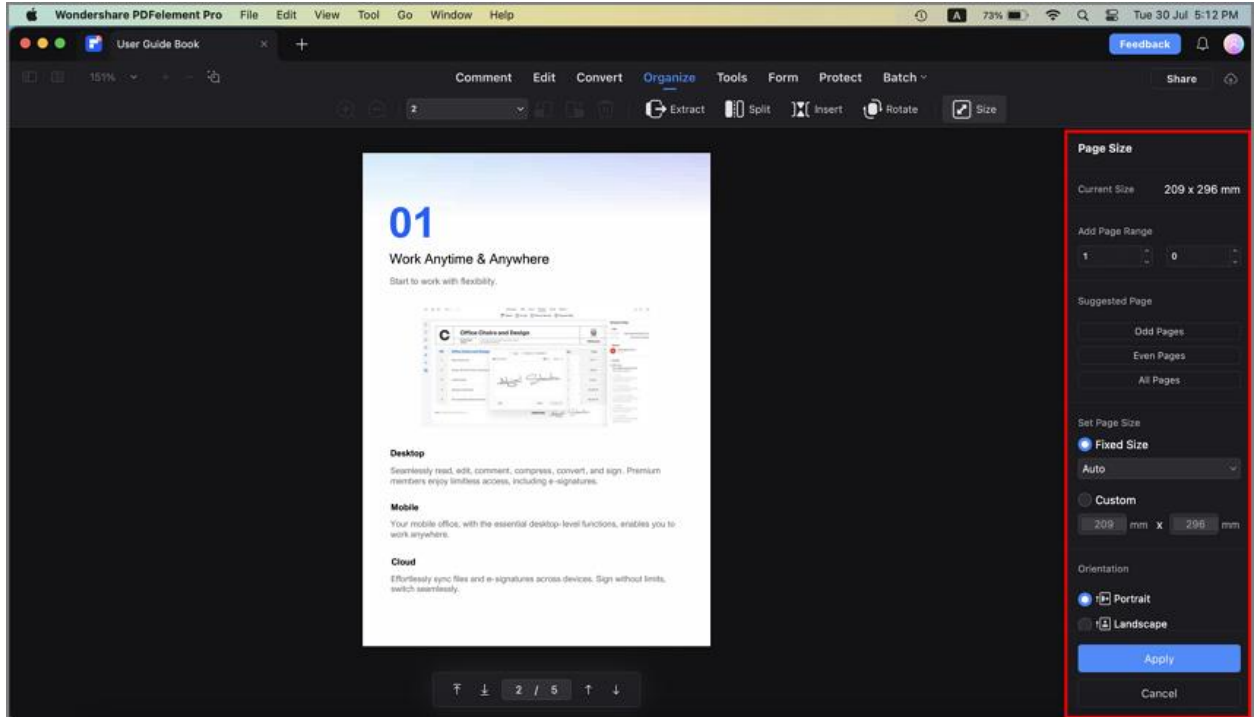 Wondershare PDFelement Pro File Edit View Tool Go Window Help A 73% Tue 30 Jul 5:12 PM
User Guide Book × + Feedback
151% Comment Edit Convert Organize Tools Form Protect Batch Share
2 Extract Split Insert Rotate Size
Page Size
Current Size 209 x 296 mm
Add Page Range
1 0
Suggested Page
Odd Pages
Even Pages
All Pages
Set Page Size
Fixed Size
Auto
Custom
209 mm x 296 mm
Orientation
Portrait
Landscape
Apply
Cancel
01
Work Anytime & Anywhere
Start to work with flexibility.
C Office Chairs and Design
Desktop
Seamlessly read, edit, comment, compress, convert, and sign. Premium
members enjoy limitless access, including e-signatures.
Mobile
Your mobile office, with the essential desktop-level functions, enables you to
work anywhere.
Cloud
Effortlessly sync files and e-signatures across devices. Sign without limits,
switch seamlessly.
2 / 5